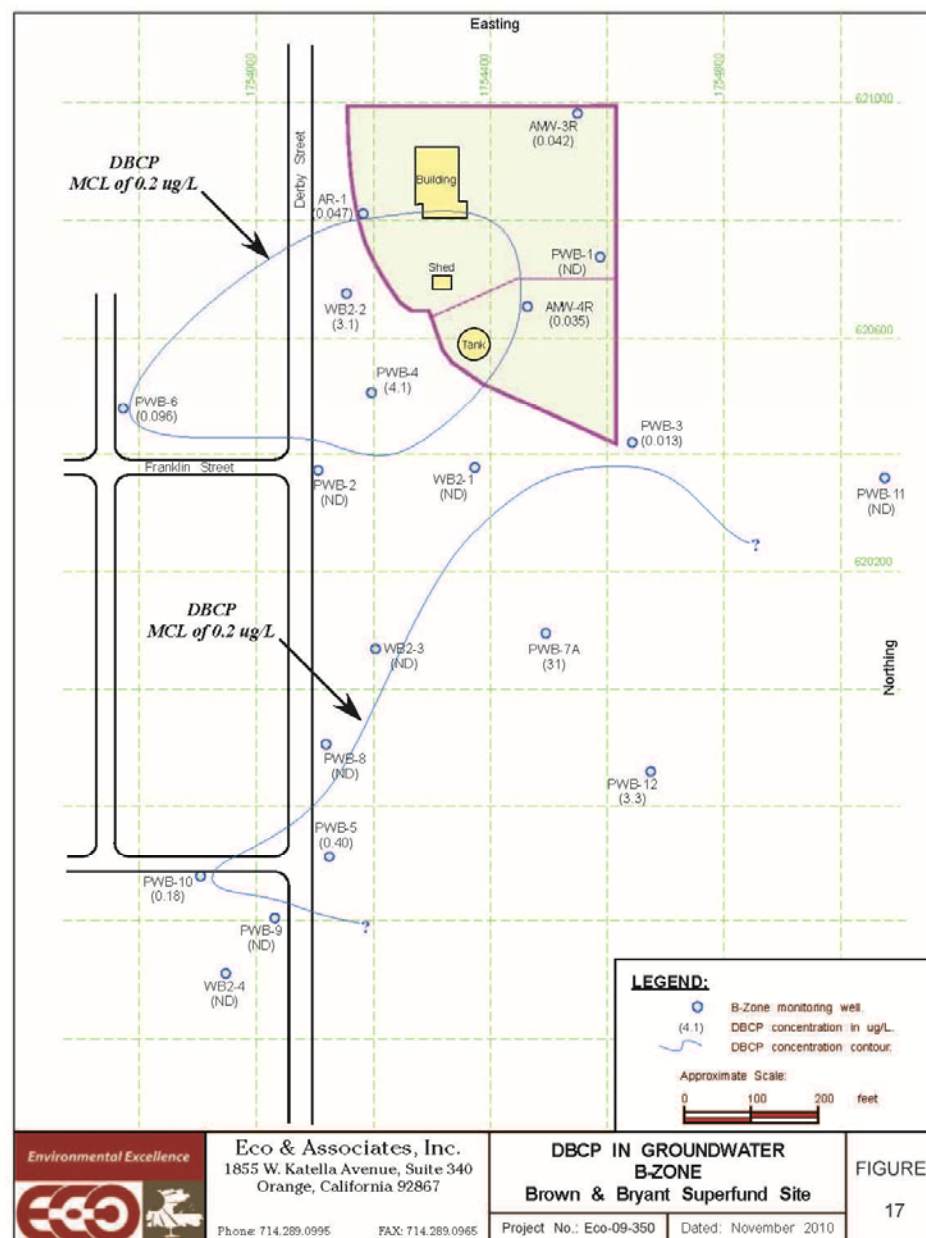 Easting
1754000
1754400
1754800
621000
AMW-3R
(0.042)
DBCP
MCL of 0.2 ug/L
Derby Street
Building
AR-1
(0.047)
PWB-1
(ND)
Shed
WB2-2
(3.1)
AMW-4R
(0.035)
620600
Tank
PWB-4
(4.1)
PWB-6
(0.096)
PWB-3
(0.013)
Franklin Street
PWB-2
(ND)
WB2-1
(ND)
PWB-11
(ND)
?
620200
DBCP
MCL of 0.2 ug/L
WB2-3
(ND)
PWB-7A
(31)
Northing
PWB-8
(ND)
PWB-12
(3.3)
PWB-5
(0.40)
PWB-10
(0.18)
PWB-9
(ND)
?
WB2-4
(ND)
LEGEND:
B-Zone monitoring well.
(4.1) DBCP concentration in ug/L.
DBCP concentration contour.
Approximate Scale:
0 100 200 feet
Environmental Excellence
ECO
Eco & Associates, Inc.
1855 W. Katella Avenue, Suite 340
Orange, California 92867
Phone: 714.289.0995 FAX: 714.289.0965
DBCP IN GROUNDWATER
B-ZONE
Brown & Bryant Superfund Site
Project No.: Eco-09-350 Dated: November 2010
FIGURE
17